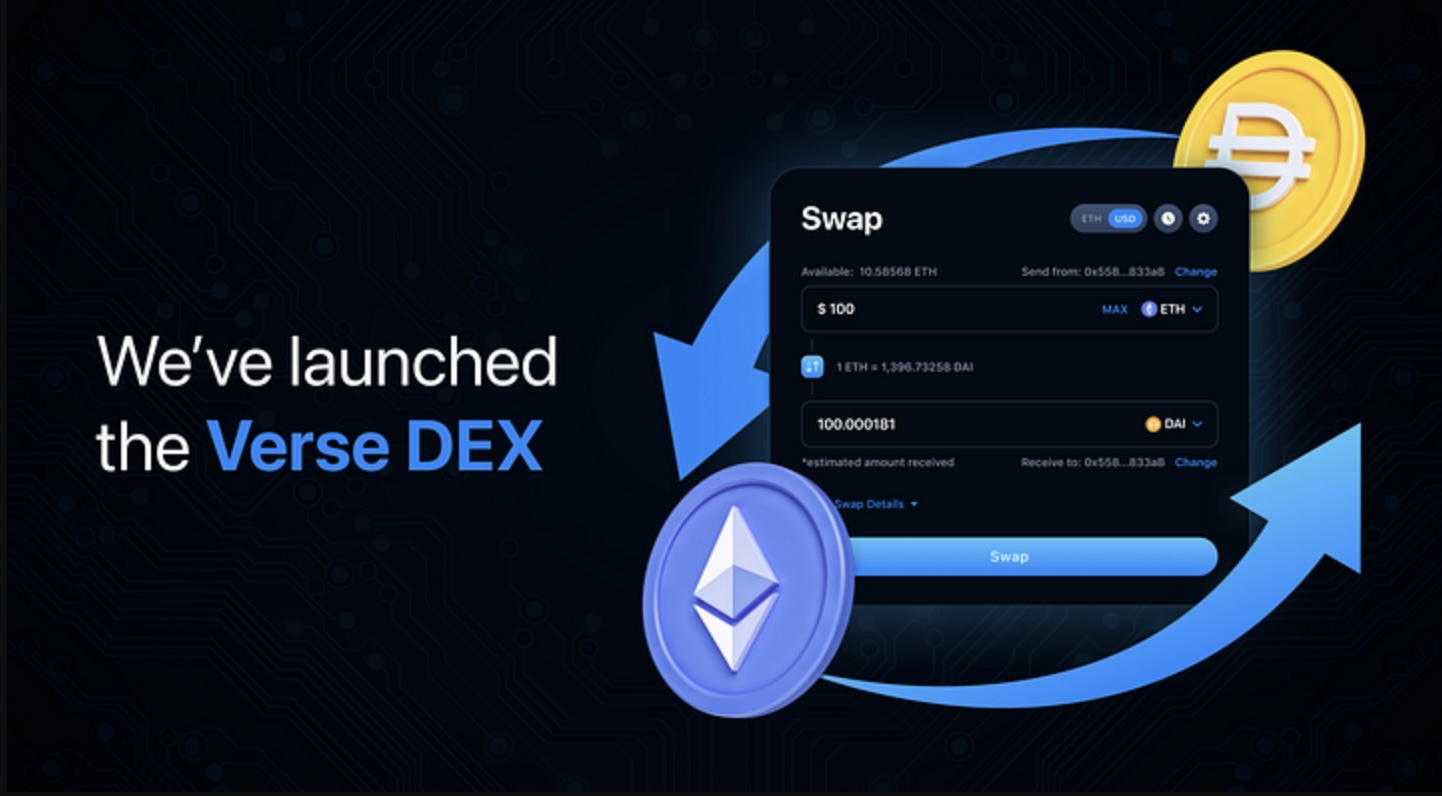 We've launched
the Verse DEX
Swap
ETH USD
Available: 10.58568 ETH Send from: 0x558...833aB Change
$ 100 MAX ETH
1 ETH = 1,396.73258 DAI
100.000181 DAI
*estimated amount received Receive to: 0x558...833aB Change
Swap Details
Swap